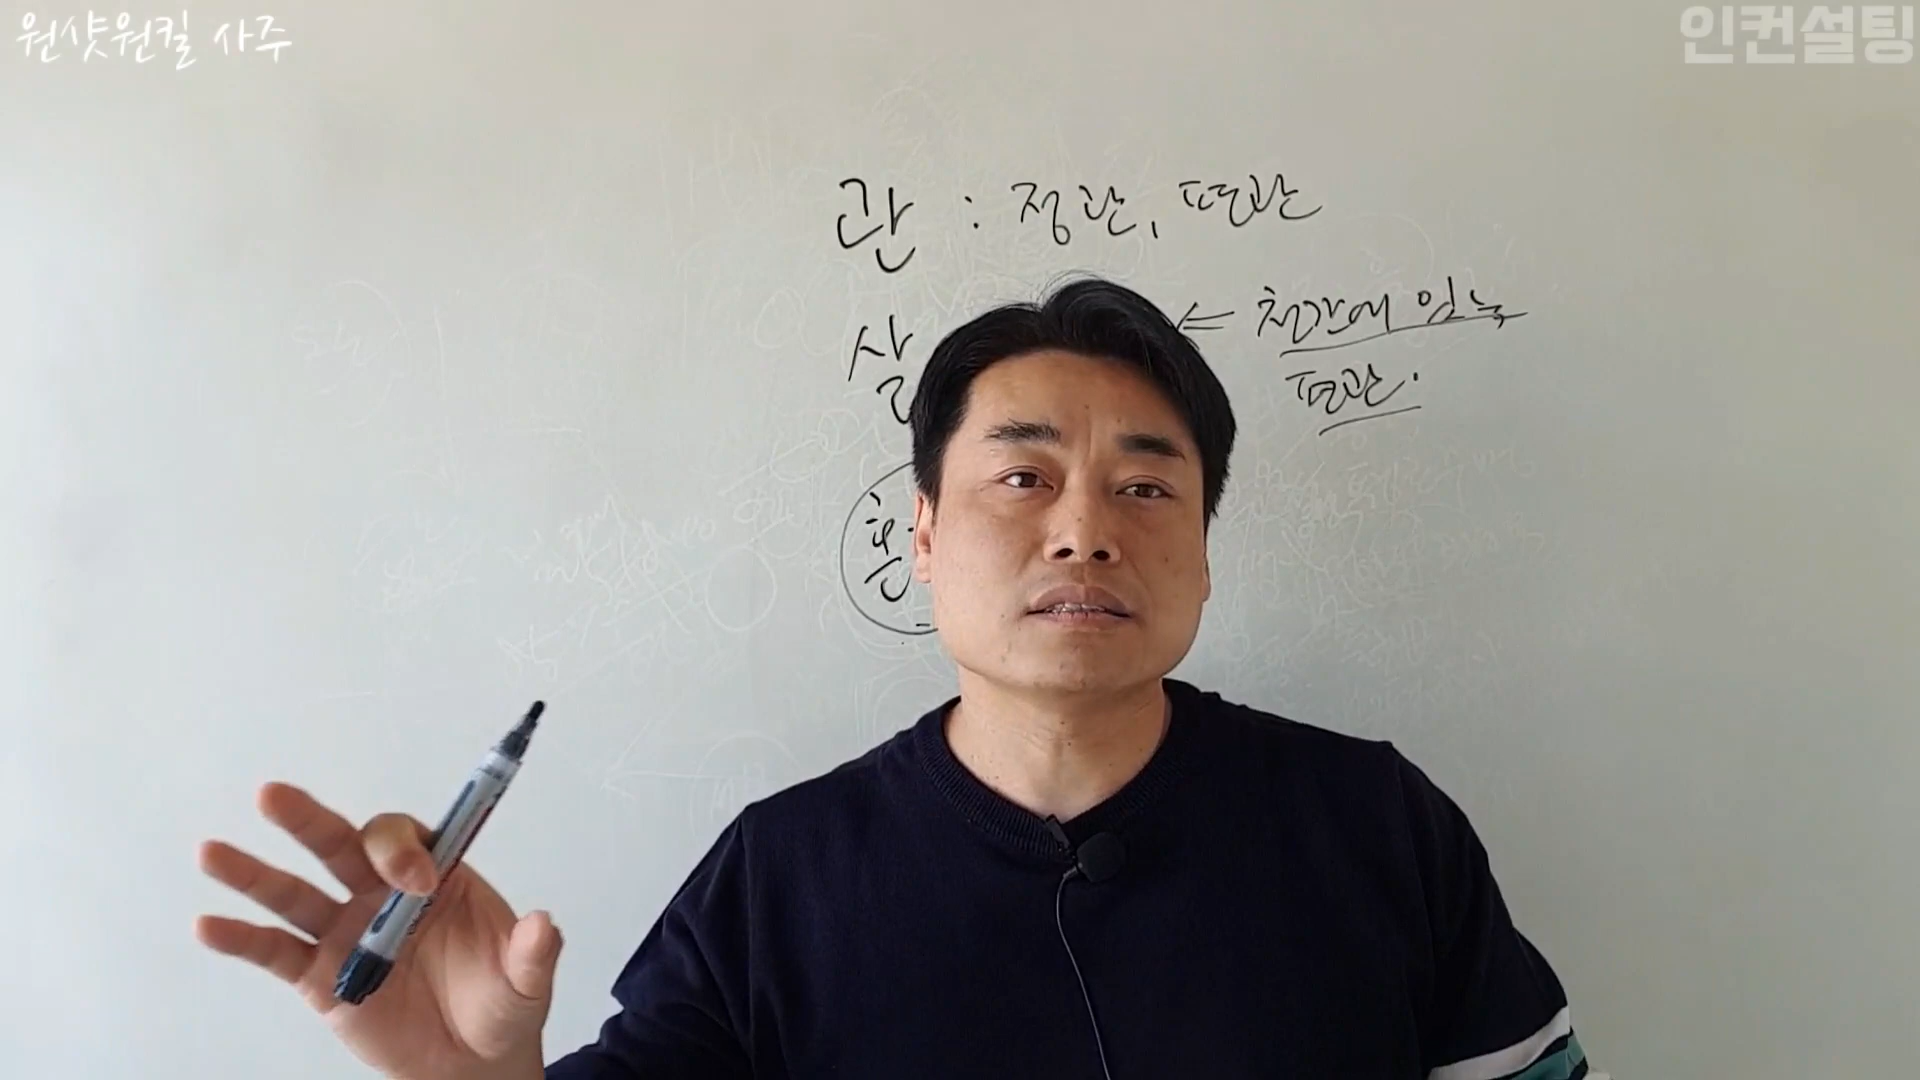 원샷원킬 사주
인컨설팅
관 : 정관, 편관
살 ⇐ 천간에 있는
편관.
혼